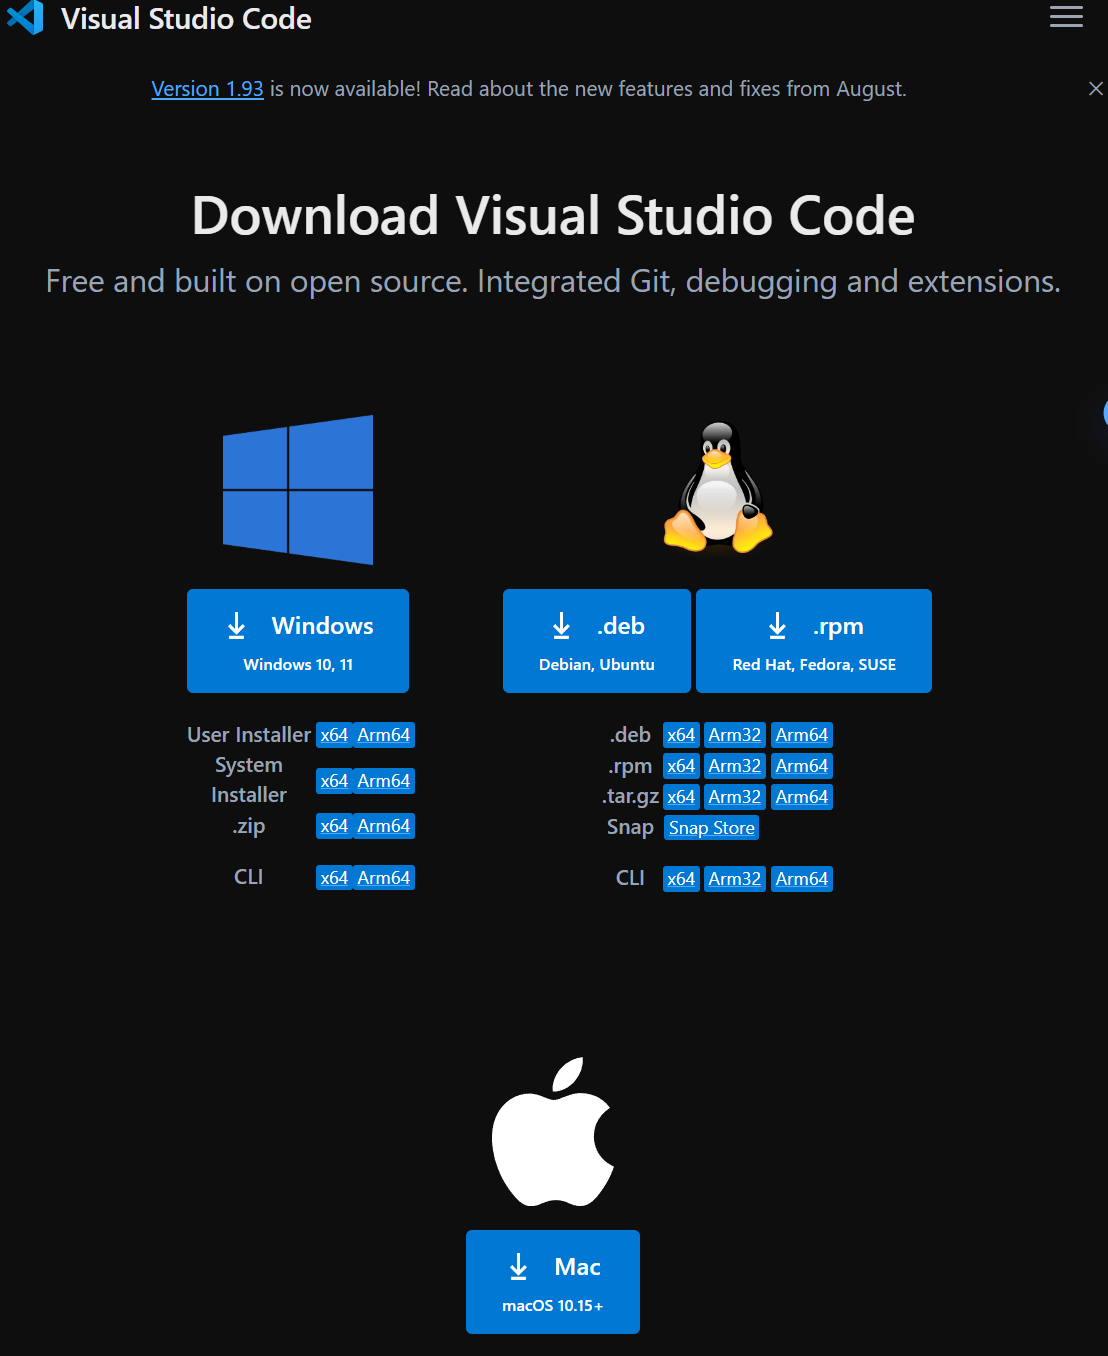 Visual Studio Code
Version 1.93 is now available! Read about the new features and fixes from August.
Download Visual Studio Code
Free and built on open source. Integrated Git, debugging and extensions.
Windows
Windows 10, 11
User Installer x64 Arm64
System
Installer x64 Arm64
.zip x64 Arm64
CLI x64 Arm64
.deb
Debian, Ubuntu
.rpm
Red Hat, Fedora, SUSE
.deb x64 Arm32 Arm64
.rpm x64 Arm32 Arm64
.tar.gz x64 Arm32 Arm64
Snap Snap Store
CLI x64 Arm32 Arm64
Mac
macOS 10.15+